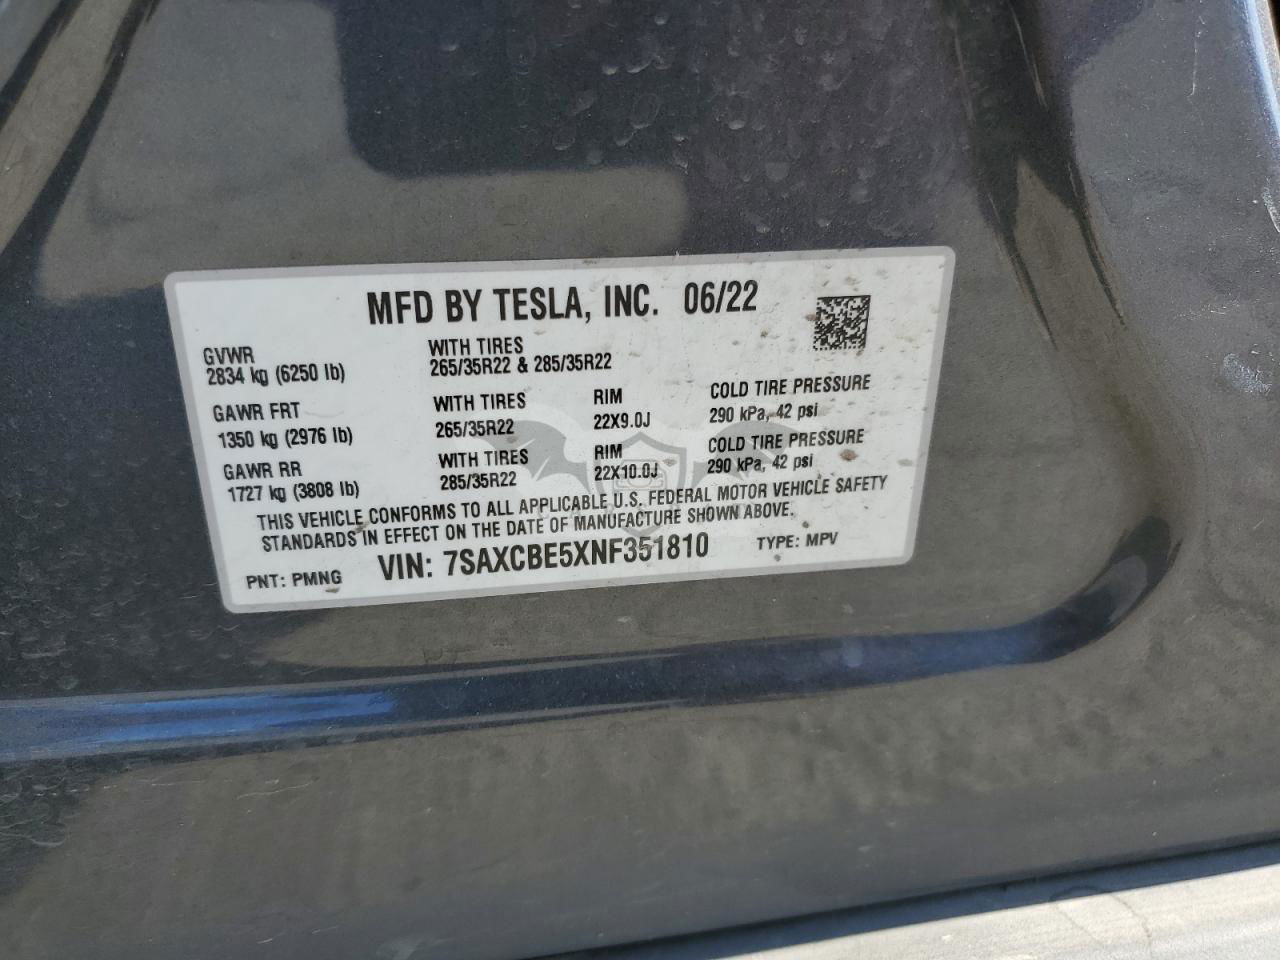 MFD BY TESLA, INC. 06/22
GVWR
2834 kg (6250 lb)
WITH TIRES
265/35R22 & 285/35R22
GAWR FRT
1350 kg (2976 lb)
WITH TIRES
265/35R22
RIM
22X9.0J
COLD TIRE PRESSURE
290 kPa, 42 psi
GAWR RR
1727 kg (3808 lb)
WITH TIRES
285/35R22
RIM
22X10.0J
COLD TIRE PRESSURE
290 kPa, 42 psi
THIS VEHICLE CONFORMS TO ALL APPLICABLE U.S. FEDERAL MOTOR VEHICLE SAFETY
STANDARDS IN EFFECT ON THE DATE OF MANUFACTURE SHOWN ABOVE.
PNT: PMNG VIN: 7SAXCBE5XNF351810 TYPE: MPV